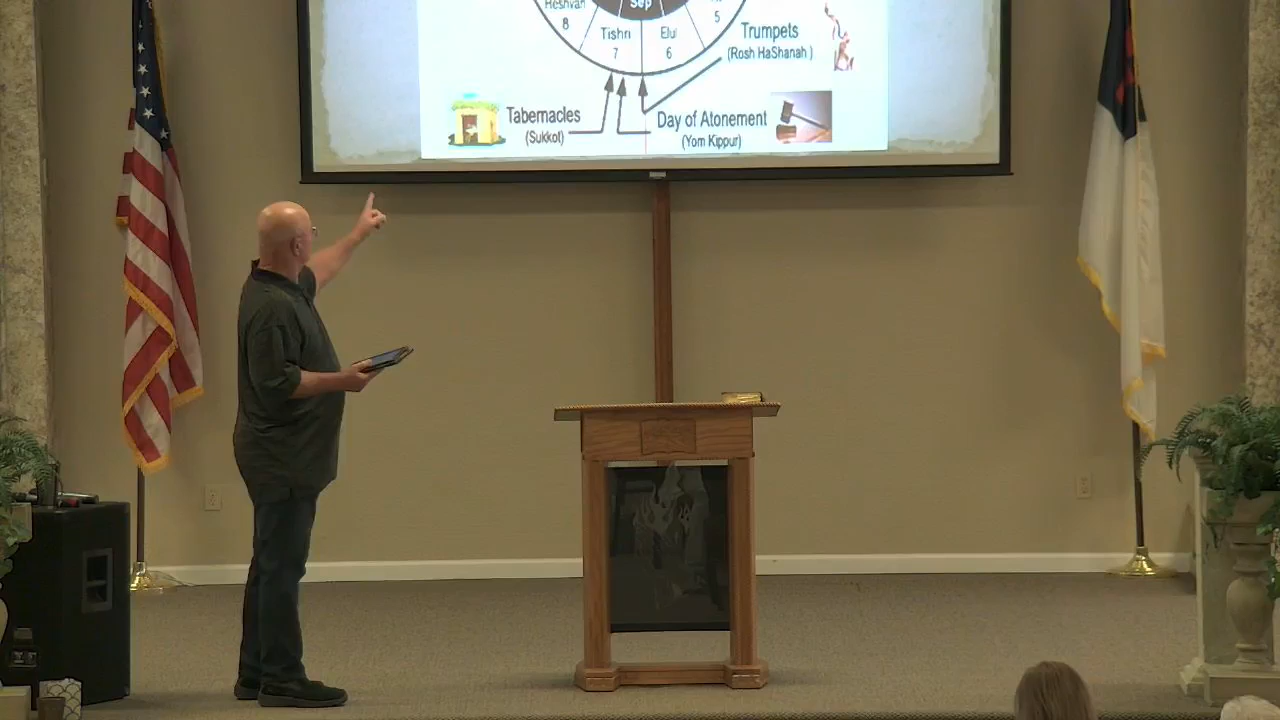 Heshvan
8
Sep
5
Tishri
7
Elul
6
Trumpets
(Rosh HaShanah )
Tabernacles
(Sukkot)
Day of Atonement
(Yom Kippur)